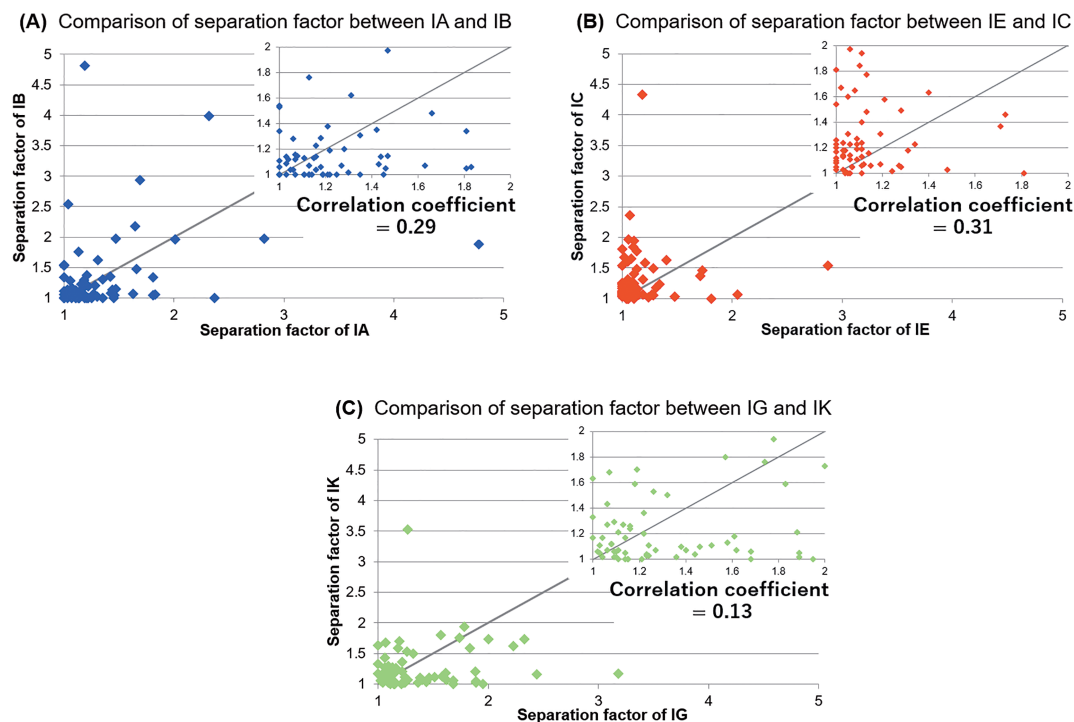 (A) Comparison of separation factor between IA and IB
5
4.5
4
3.5
3
2.5
2
1.5
1
Separation factor of IB
1 2 3 4 5
Separation factor of IA
2
1.8
1.6
1.4
1.2
1
1 1.2 1.4 1.6 1.8 2
Correlation coefficient
= 0.29
(B) Comparison of separation factor between IE and IC
5
4.5
4
3.5
3
2.5
2
1.5
1
Separation factor of IC
1 2 3 4 5
Separation factor of IE
2
1.8
1.6
1.4
1.2
1
1 1.2 1.4 1.6 1.8 2
Correlation coefficient
= 0.31
(C) Comparison of separation factor between IG and IK
5
4.5
4
3.5
3
2.5
2
1.5
1
Separation factor of IK
1 2 3 4 5
Separation factor of IG
2
1.8
1.6
1.4
1.2
1
1 1.2 1.4 1.6 1.8 2
Correlation coefficient
= 0.13